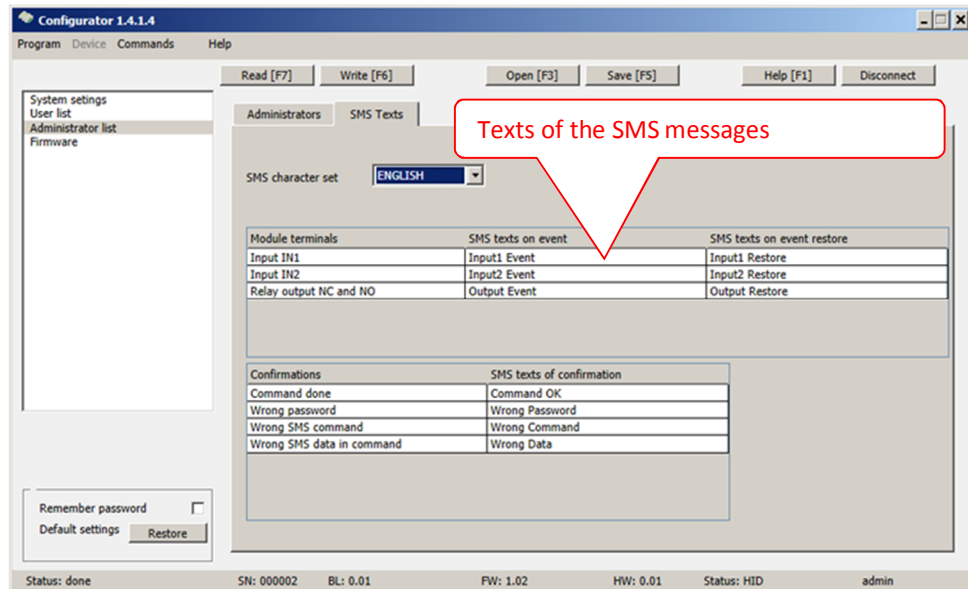 Configurator 1.4.1.4
Program Device Commands Help
Read [F7] Write [F6] Open [F3] Save [F5] Help [F1] Disconnect
System setings
User list
Administrator list
Firmware
Administrators SMS Texts
Texts of the SMS messages
SMS character set ENGLISH
Module terminals SMS texts on event SMS texts on event restore
Input IN1 Input1 Event Input1 Restore
Input IN2 Input2 Event Input2 Restore
Relay output NC and NO Output Event Output Restore
Confirmations SMS texts of confirmation
Command done Command OK
Wrong password Wrong Password
Wrong SMS command Wrong Command
Wrong SMS data in command Wrong Data
Remember password
Default settings Restore
Status: done SN: 000002 BL: 0.01 FW: 1.02 HW: 0.01 Status: HID admin